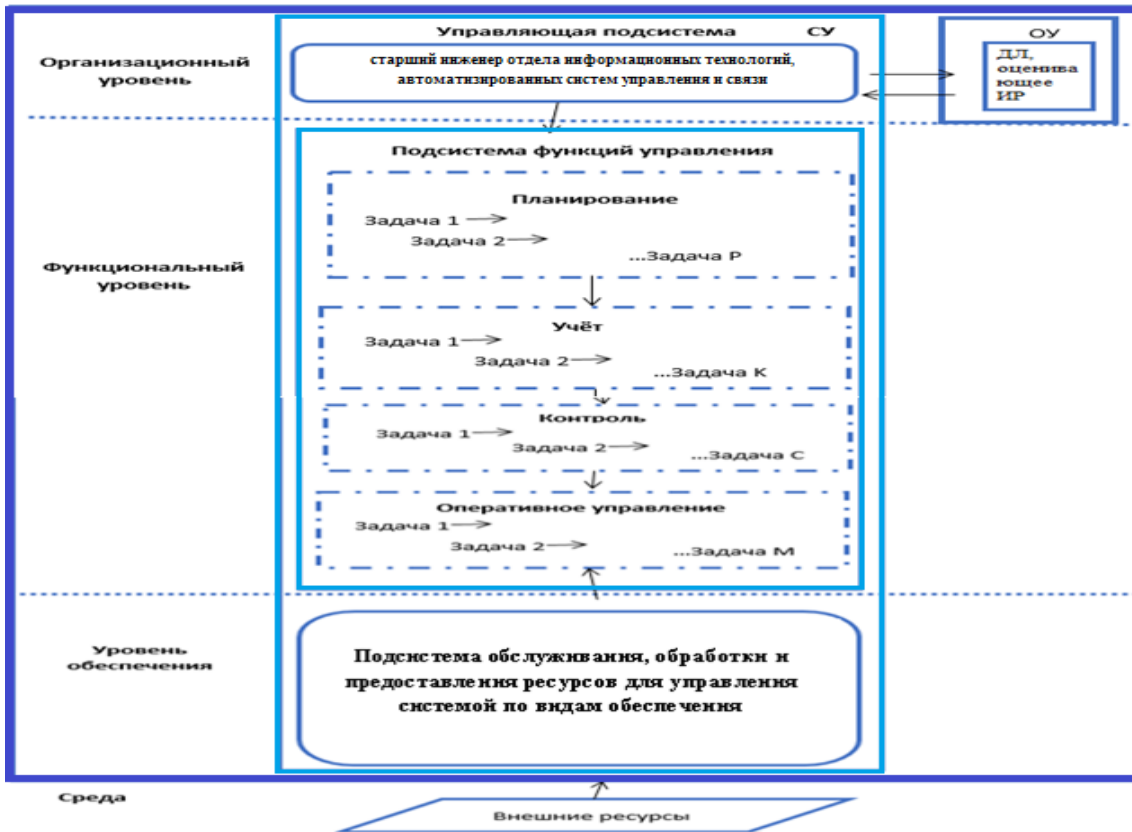 Управляющая подсистема СУ
старший инженер отдела информационных технологий,
автоматизированных систем управления и связи
ОУ
ДЛ,
оценива
ющее
ИР
Организационный
уровень
Подсистема функций управления
Планирование
Задача 1
Задача 2
...Задача Р
Функциональный
уровень
Учёт
Задача 1
Задача 2
...Задача К
Контроль
Задача 1
Задача 2
...Задача С
Оперативное управление
Задача 1
Задача 2
...Задача М
Уровень
обеспечения
Подсистема обслуживания, обработки и
предоставления ресурсов для управления
системой по видам обеспечения
Среда
Внешние ресурсы